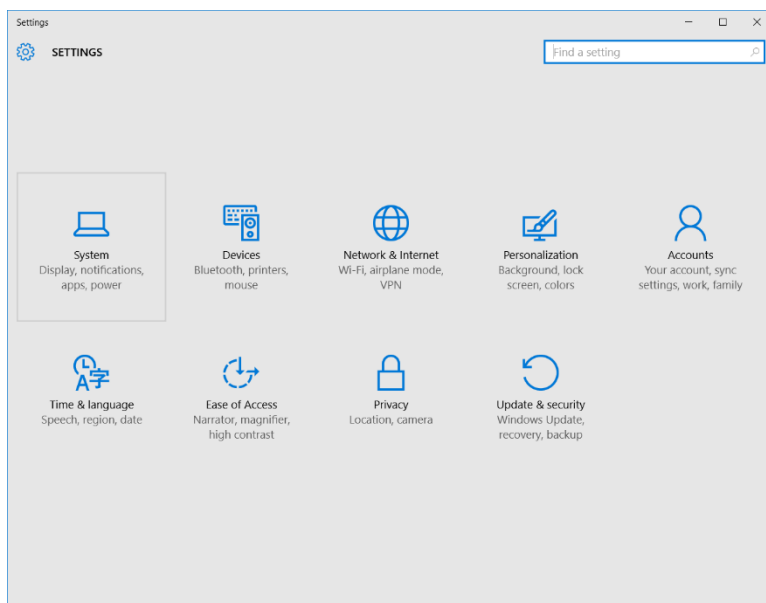 Settings
SETTINGS
Find a setting
System
Display, notifications,
apps, power
Devices
Bluetooth, printers,
mouse
Network & Internet
Wi-Fi, airplane mode,
VPN
Personalization
Background, lock
screen, colors
Accounts
Your account, sync
settings, work, family
Time & language
Speech, region, date
Ease of Access
Narrator, magnifier,
high contrast
Privacy
Location, camera
Update & security
Windows Update,
recovery, backup